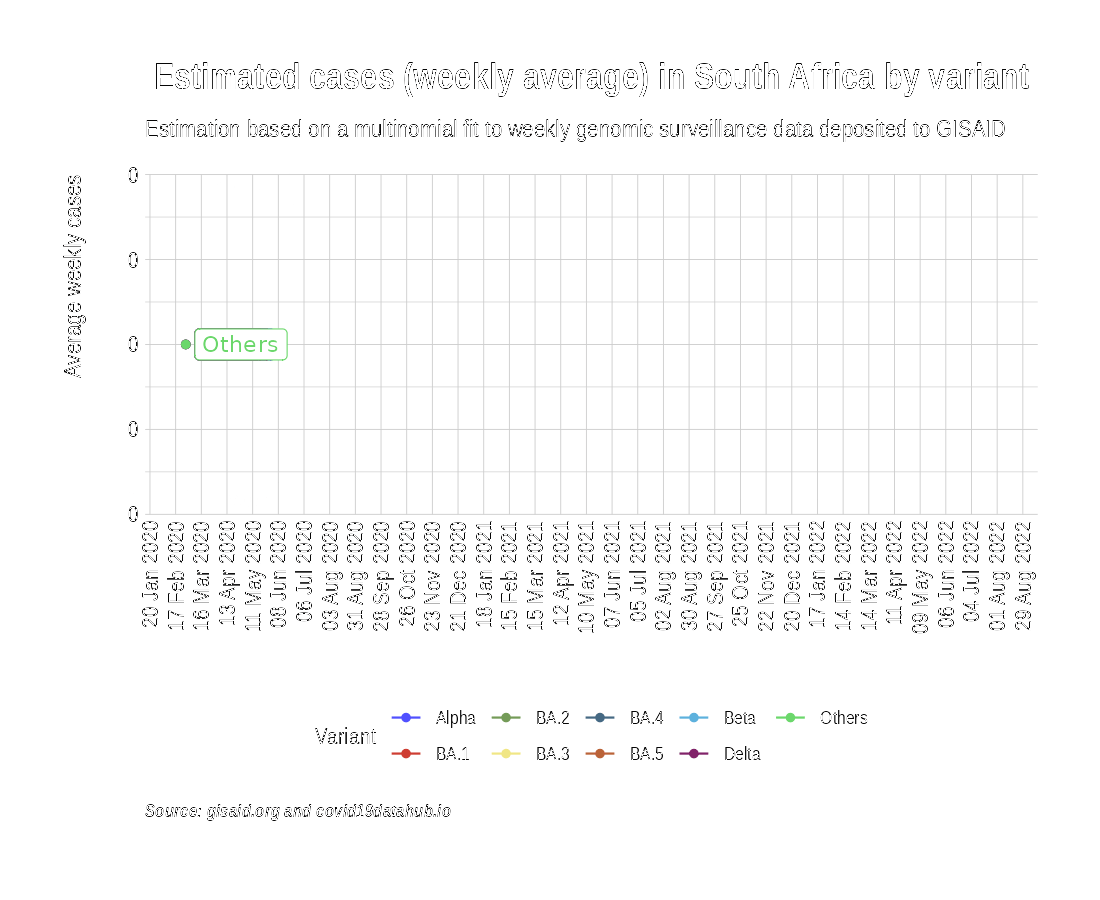 Estimated cases (weekly average) in South Africa by variant
Estimation based on a multinomial fit to weekly genomic surveillance data deposited to GISAID
Average weekly cases
0
0
0
0
0
Others
20 Jan 2020
17 Feb 2020
16 Mar 2020
13 Apr 2020
11 May 2020
08 Jun 2020
06 Jul 2020
03 Aug 2020
31 Aug 2020
28 Sep 2020
26 Oct 2020
23 Nov 2020
21 Dec 2020
18 Jan 2021
15 Feb 2021
15 Mar 2021
12 Apr 2021
10 May 2021
07 Jun 2021
05 Jul 2021
02 Aug 2021
30 Aug 2021
27 Sep 2021
25 Oct 2021
22 Nov 2021
20 Dec 2021
17 Jan 2022
14 Feb 2022
14 Mar 2022
11 Apr 2022
09 May 2022
06 Jun 2022
04 Jul 2022
01 Aug 2022
29 Aug 2022
Variant
Alpha BA.2 BA.4 Beta Others
BA.1 BA.3 BA.5 Delta
Source: gisaid.org and covid19datahub.io